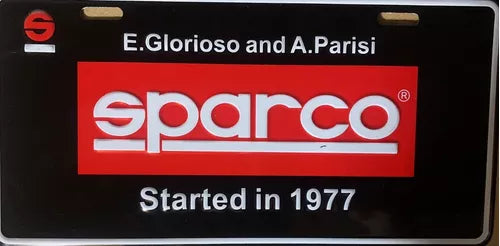 E.Glorioso and A.Parisi
sparco®
Started in 1977